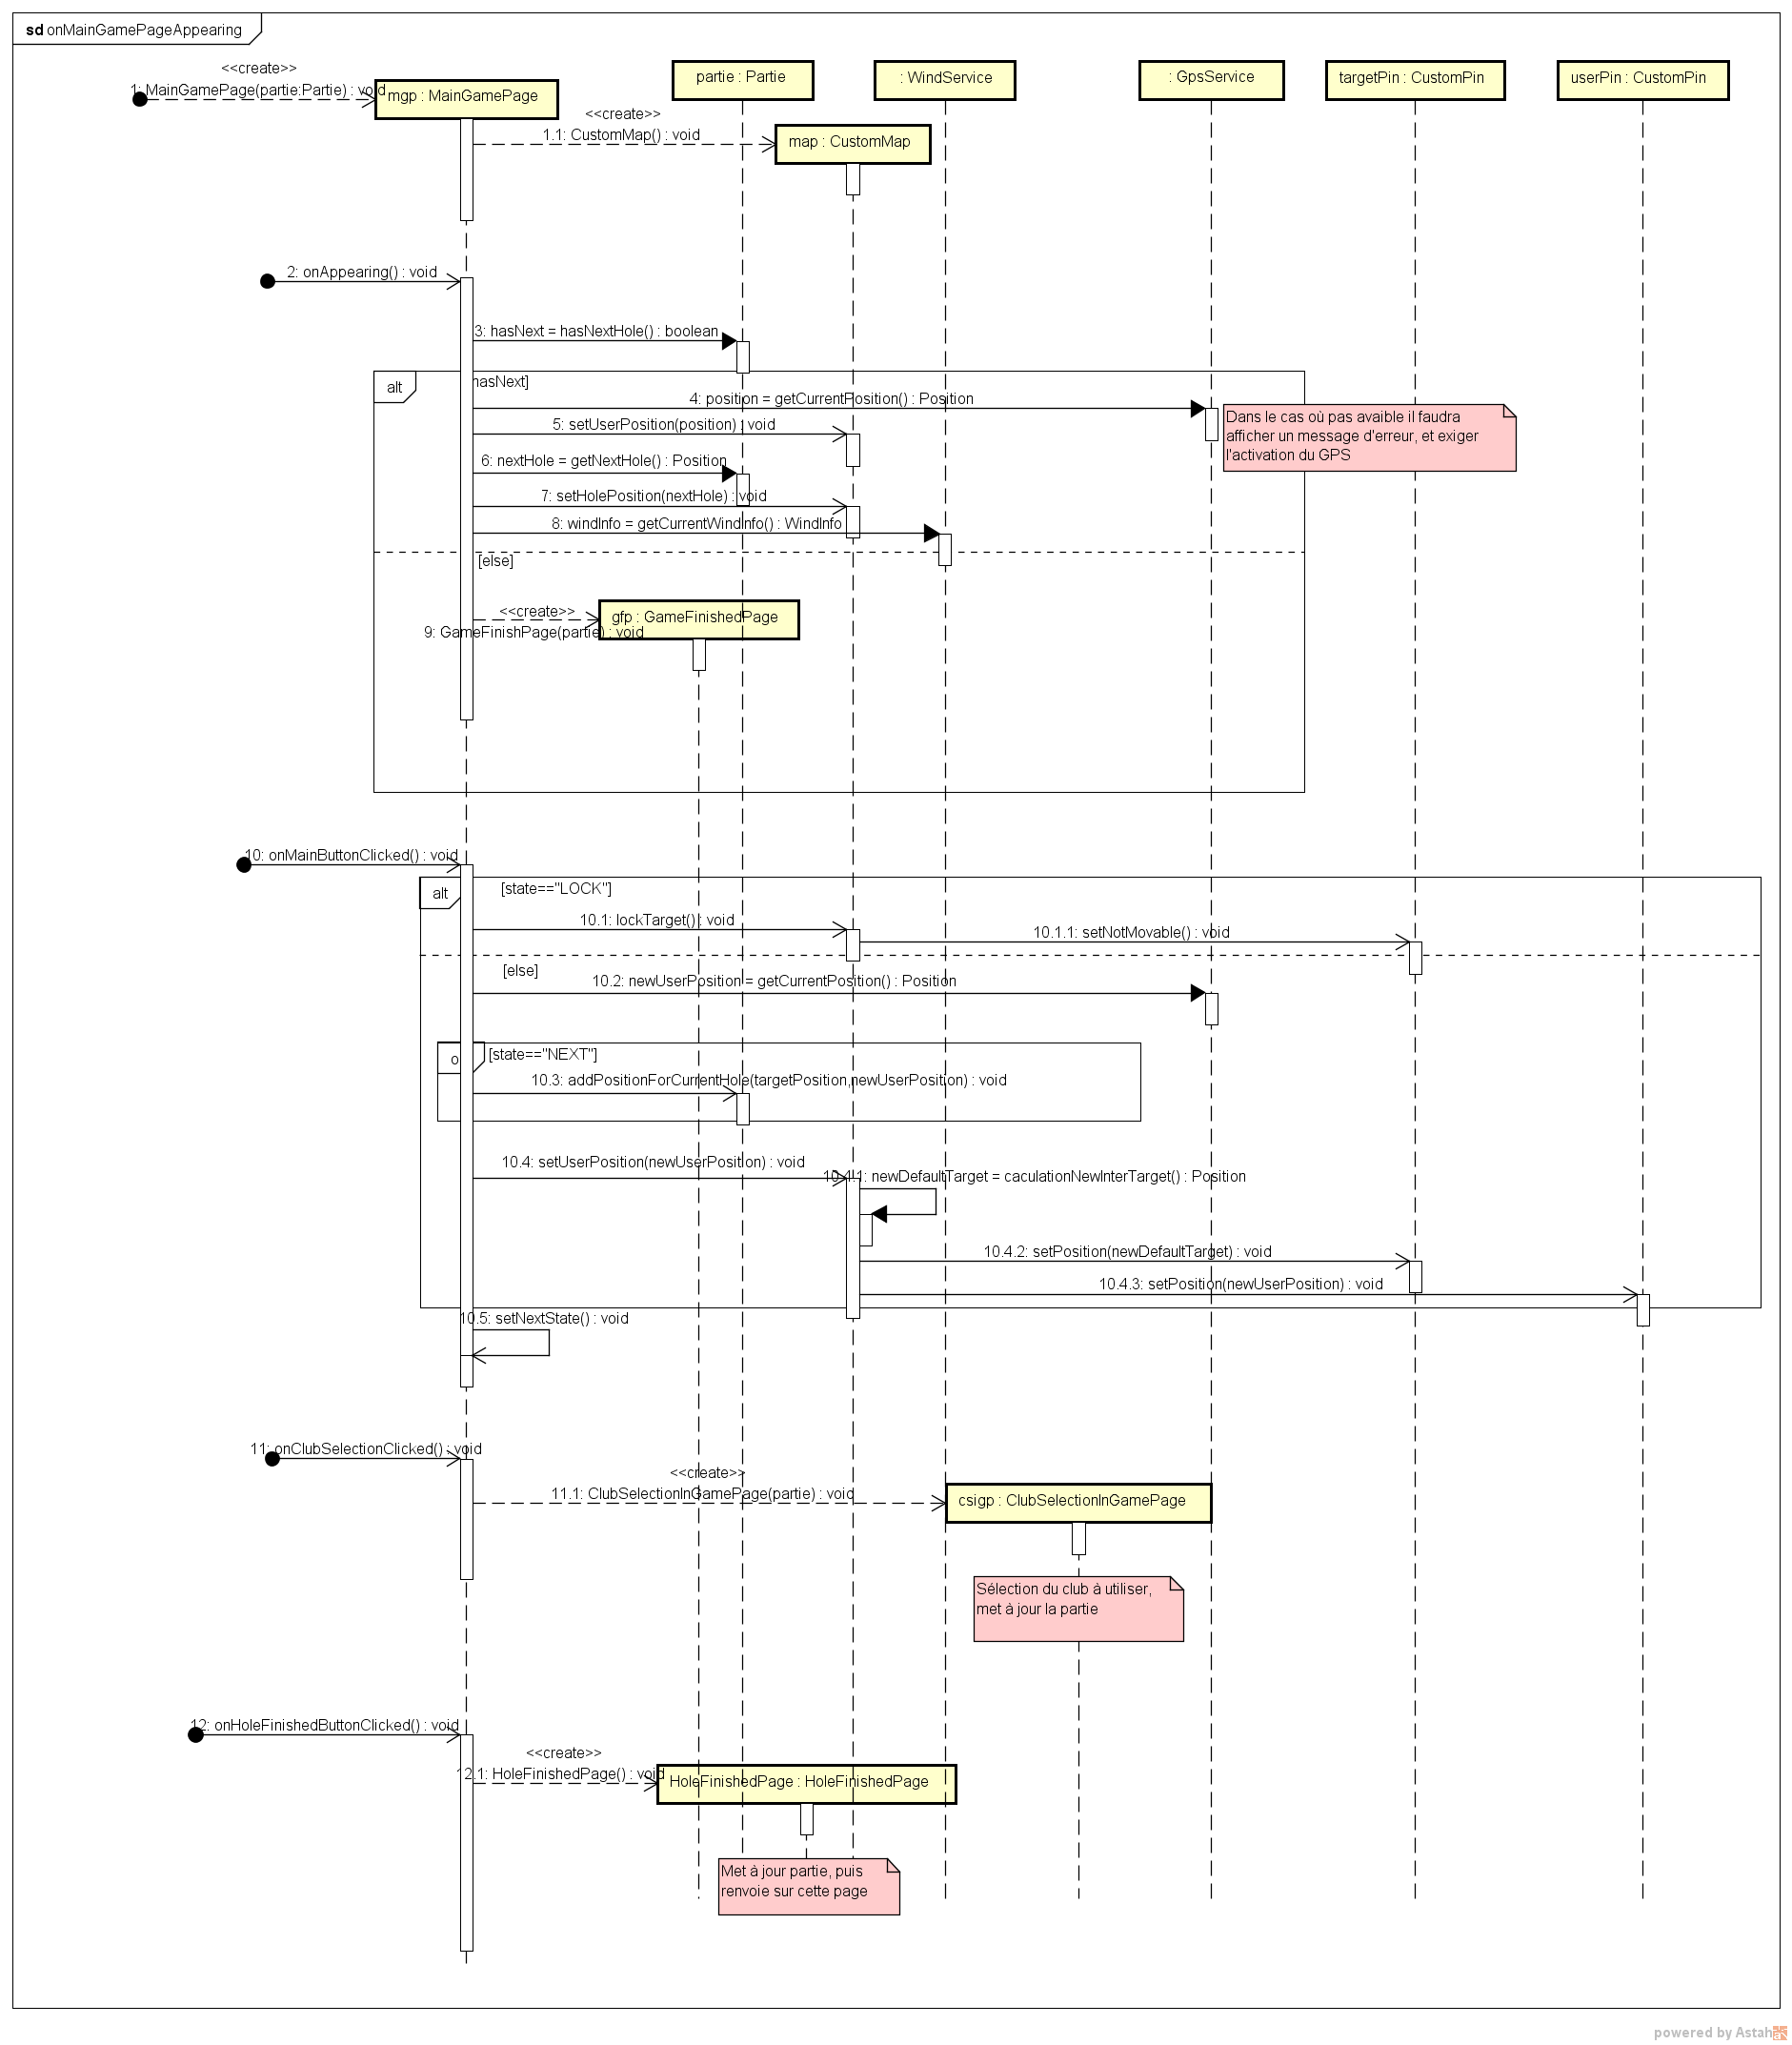 sd onMainGamePageAppearing
<<create>>
1: MainGamePage(partie:Partie) : void
mgp : MainGamePage
partie : Partie
: WindService
: GpsService
targetPin : CustomPin
userPin : CustomPin
<<create>>
1.1: CustomMap() : void
map : CustomMap
2: onAppearing() : void
3: hasNext = hasNextHole() : boolean
alt
hasNext]
4: position = getCurrentPosition() : Position
Dans le cas où pas avaible il faudra
afficher un message d'erreur, et exiger
l'activation du GPS
5: setUserPosition(position) : void
6: nextHole = getNextHole() : Position
7: setHolePosition(nextHole) : void
8: windInfo = getCurrentWindInfo() : WindInfo
[else]
<<create>>
gfp : GameFinishedPage
9: GameFinishPage(partie) : void
10: onMainButtonClicked() : void
alt
[state=="LOCK"]
10.1: lockTarget() : void
10.1.1: setNotMovable() : void
[else]
10.2: newUserPosition = getCurrentPosition() : Position
[state=="NEXT"]
10.3: addPositionForCurrentHole(targetPosition,newUserPosition) : void
10.4: setUserPosition(newUserPosition) : void
10.4.1: newDefaultTarget = caculationNewInterTarget() : Position
10.4.2: setPosition(newDefaultTarget) : void
10.4.3: setPosition(newUserPosition) : void
10.5: setNextState() : void
11: onClubSelectionClicked() : void
<<create>>
11.1: ClubSelectionInGamePage(partie) : void
csigp : ClubSelectionInGamePage
Sélection du club à utiliser,
met à jour la partie
12: onHoleFinishedButtonClicked() : void
<<create>>
12.1: HoleFinishedPage() : void
HoleFinishedPage : HoleFinishedPage
Met à jour partie, puis
renvoie sur cette page
powered by Astah